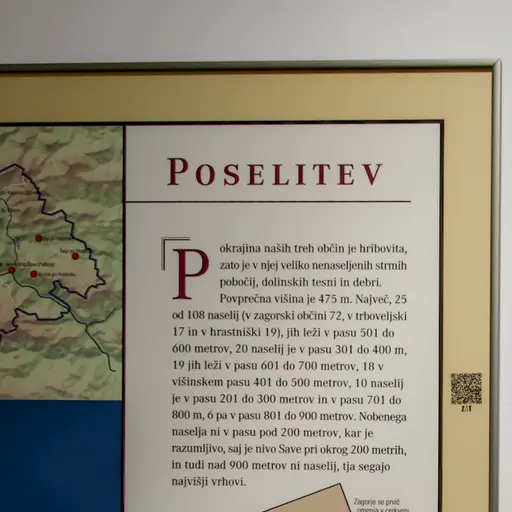 POSELITEV
Pokrajina naših treh občin je hribovita,
zato je v njej veliko nenaseljenih strmih
pobočij, dolinskih tesni in debri.
Povprečna višina je 475 m. Največ, 25
od 108 naselij (v zagorski občini 72, v trboveljski
17 in v hrastniški 19), jih leži v pasu 501 do
600 metrov, 20 naselij je v pasu 301 do 400 m,
19 jih leži v pasu 601 do 700 metrov, 18 v
višinskem pasu 401 do 500 metrov, 10 naselij
je v pasu 201 do 300 metrov in v pasu 701 do
800 m, 6 pa v pasu 801 do 900 metrov. Nobenega
naselja ni v pasu pod 200 metrov, kar je
razumljivo, saj je nivo Save pri okrog 200 metrih,
in tudi nad 900 metrov ni naselij, tja segajo
najvišji vrhovi.
Zagorje se prvič
omenja v cerkveni